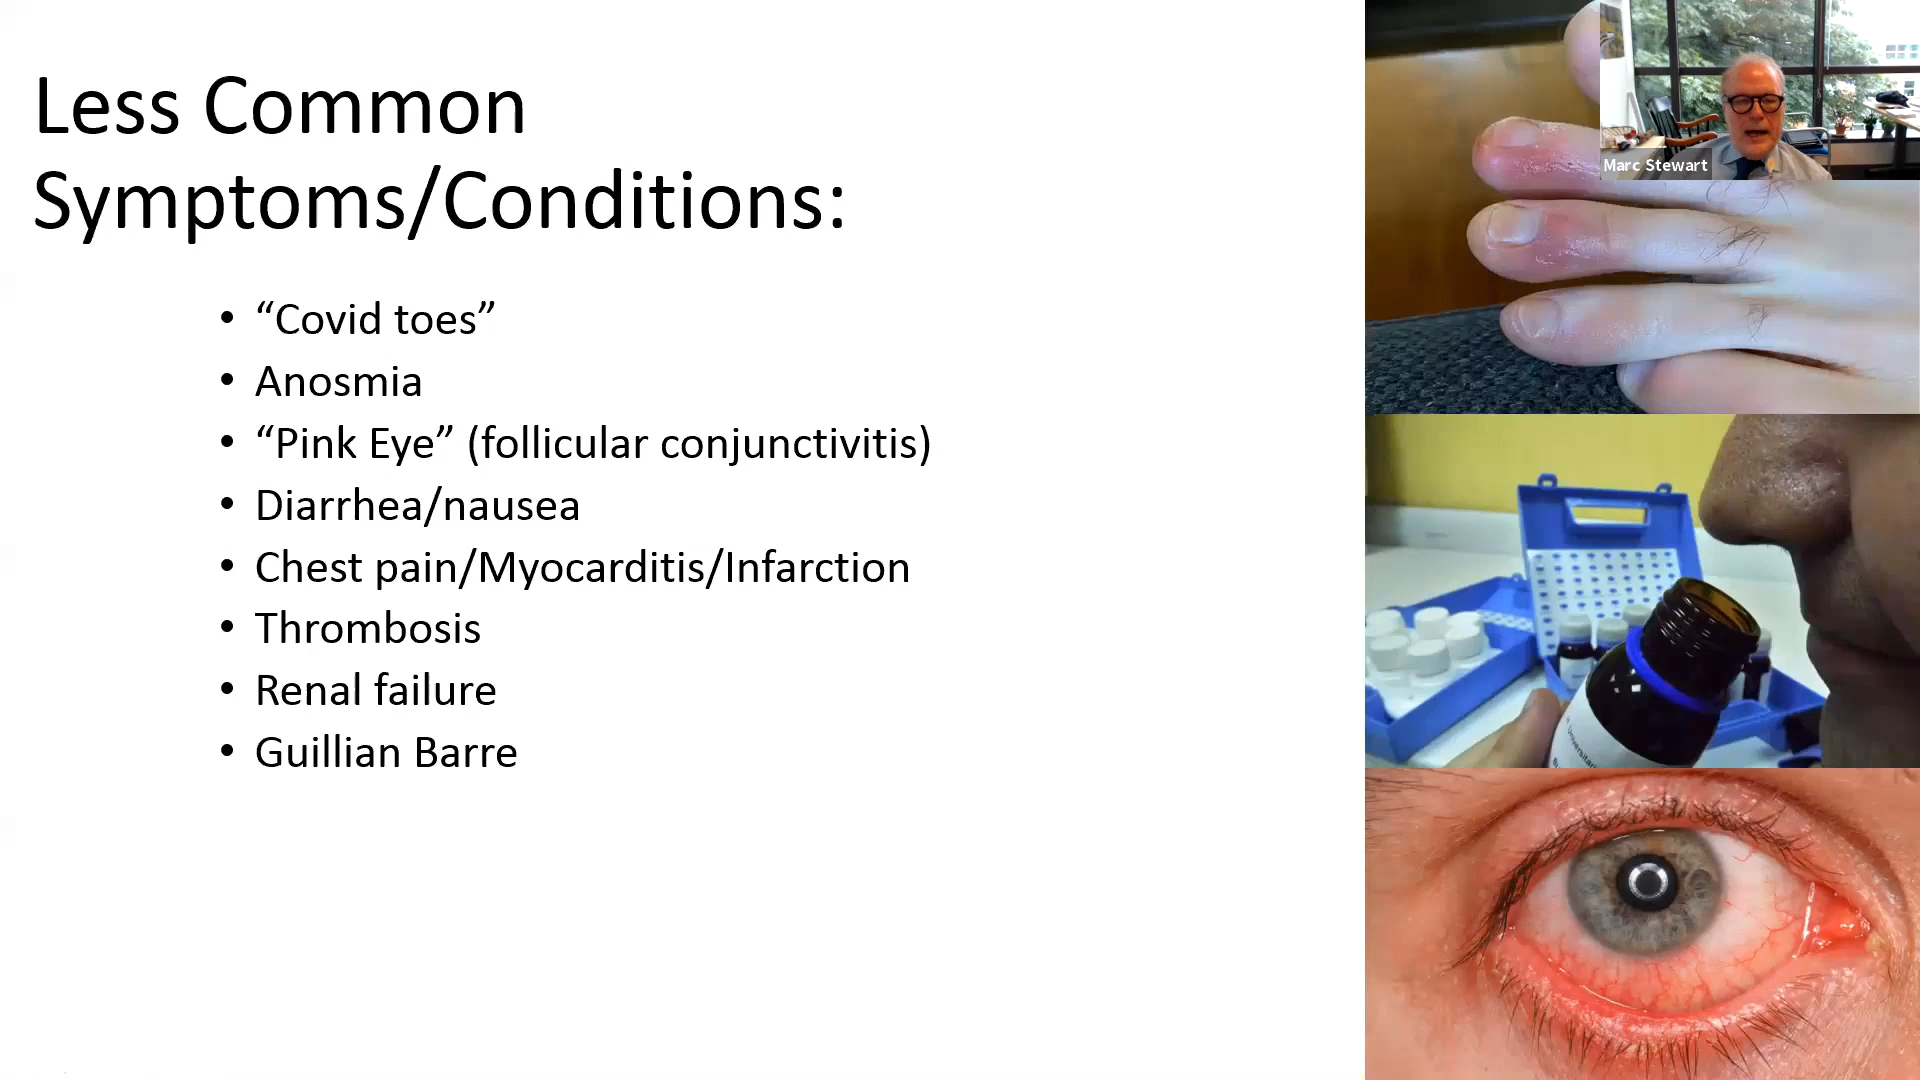 Less Common
Symptoms/Conditions:
• “Covid toes”
• Anosmia
• “Pink Eye” (follicular conjunctivitis)
• Diarrhea/nausea
• Chest pain/Myocarditis/Infarction
• Thrombosis
• Renal failure
• Guillian Barre
Marc Stewart